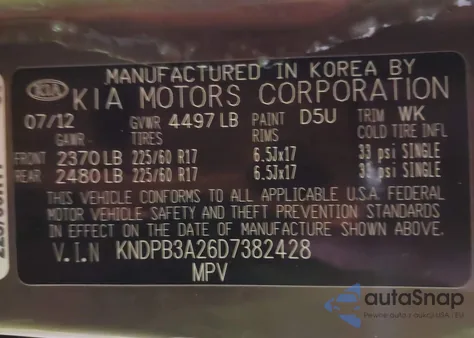 MANUFACTURED IN KOREA BY
KIA KIA MOTORS CORPORATION
07/12 GVWR 4497 LB PAINT D5U TRIM WK
GAWR TIRES RIMS COLD TIRE INFL
FRONT 2370 LB 225/60 R17 6.5Jx17 33 psi SINGLE
REAR 2480 LB 225/60 R17 6.5Jx17 psi SINGLE
THIS VEHICLE CONFORMS TO ALL APPLICABLE U.S.A. FEDERAL
MOTOR VEHICLE SAFETY AND THEFT PREVENTION STANDARDS
IN EFFECT ON THE DATE OF MANUFACTURE SHOWN ABOVE.
V.I.N KNDPB3A26D7382428
MPV
autaSnap